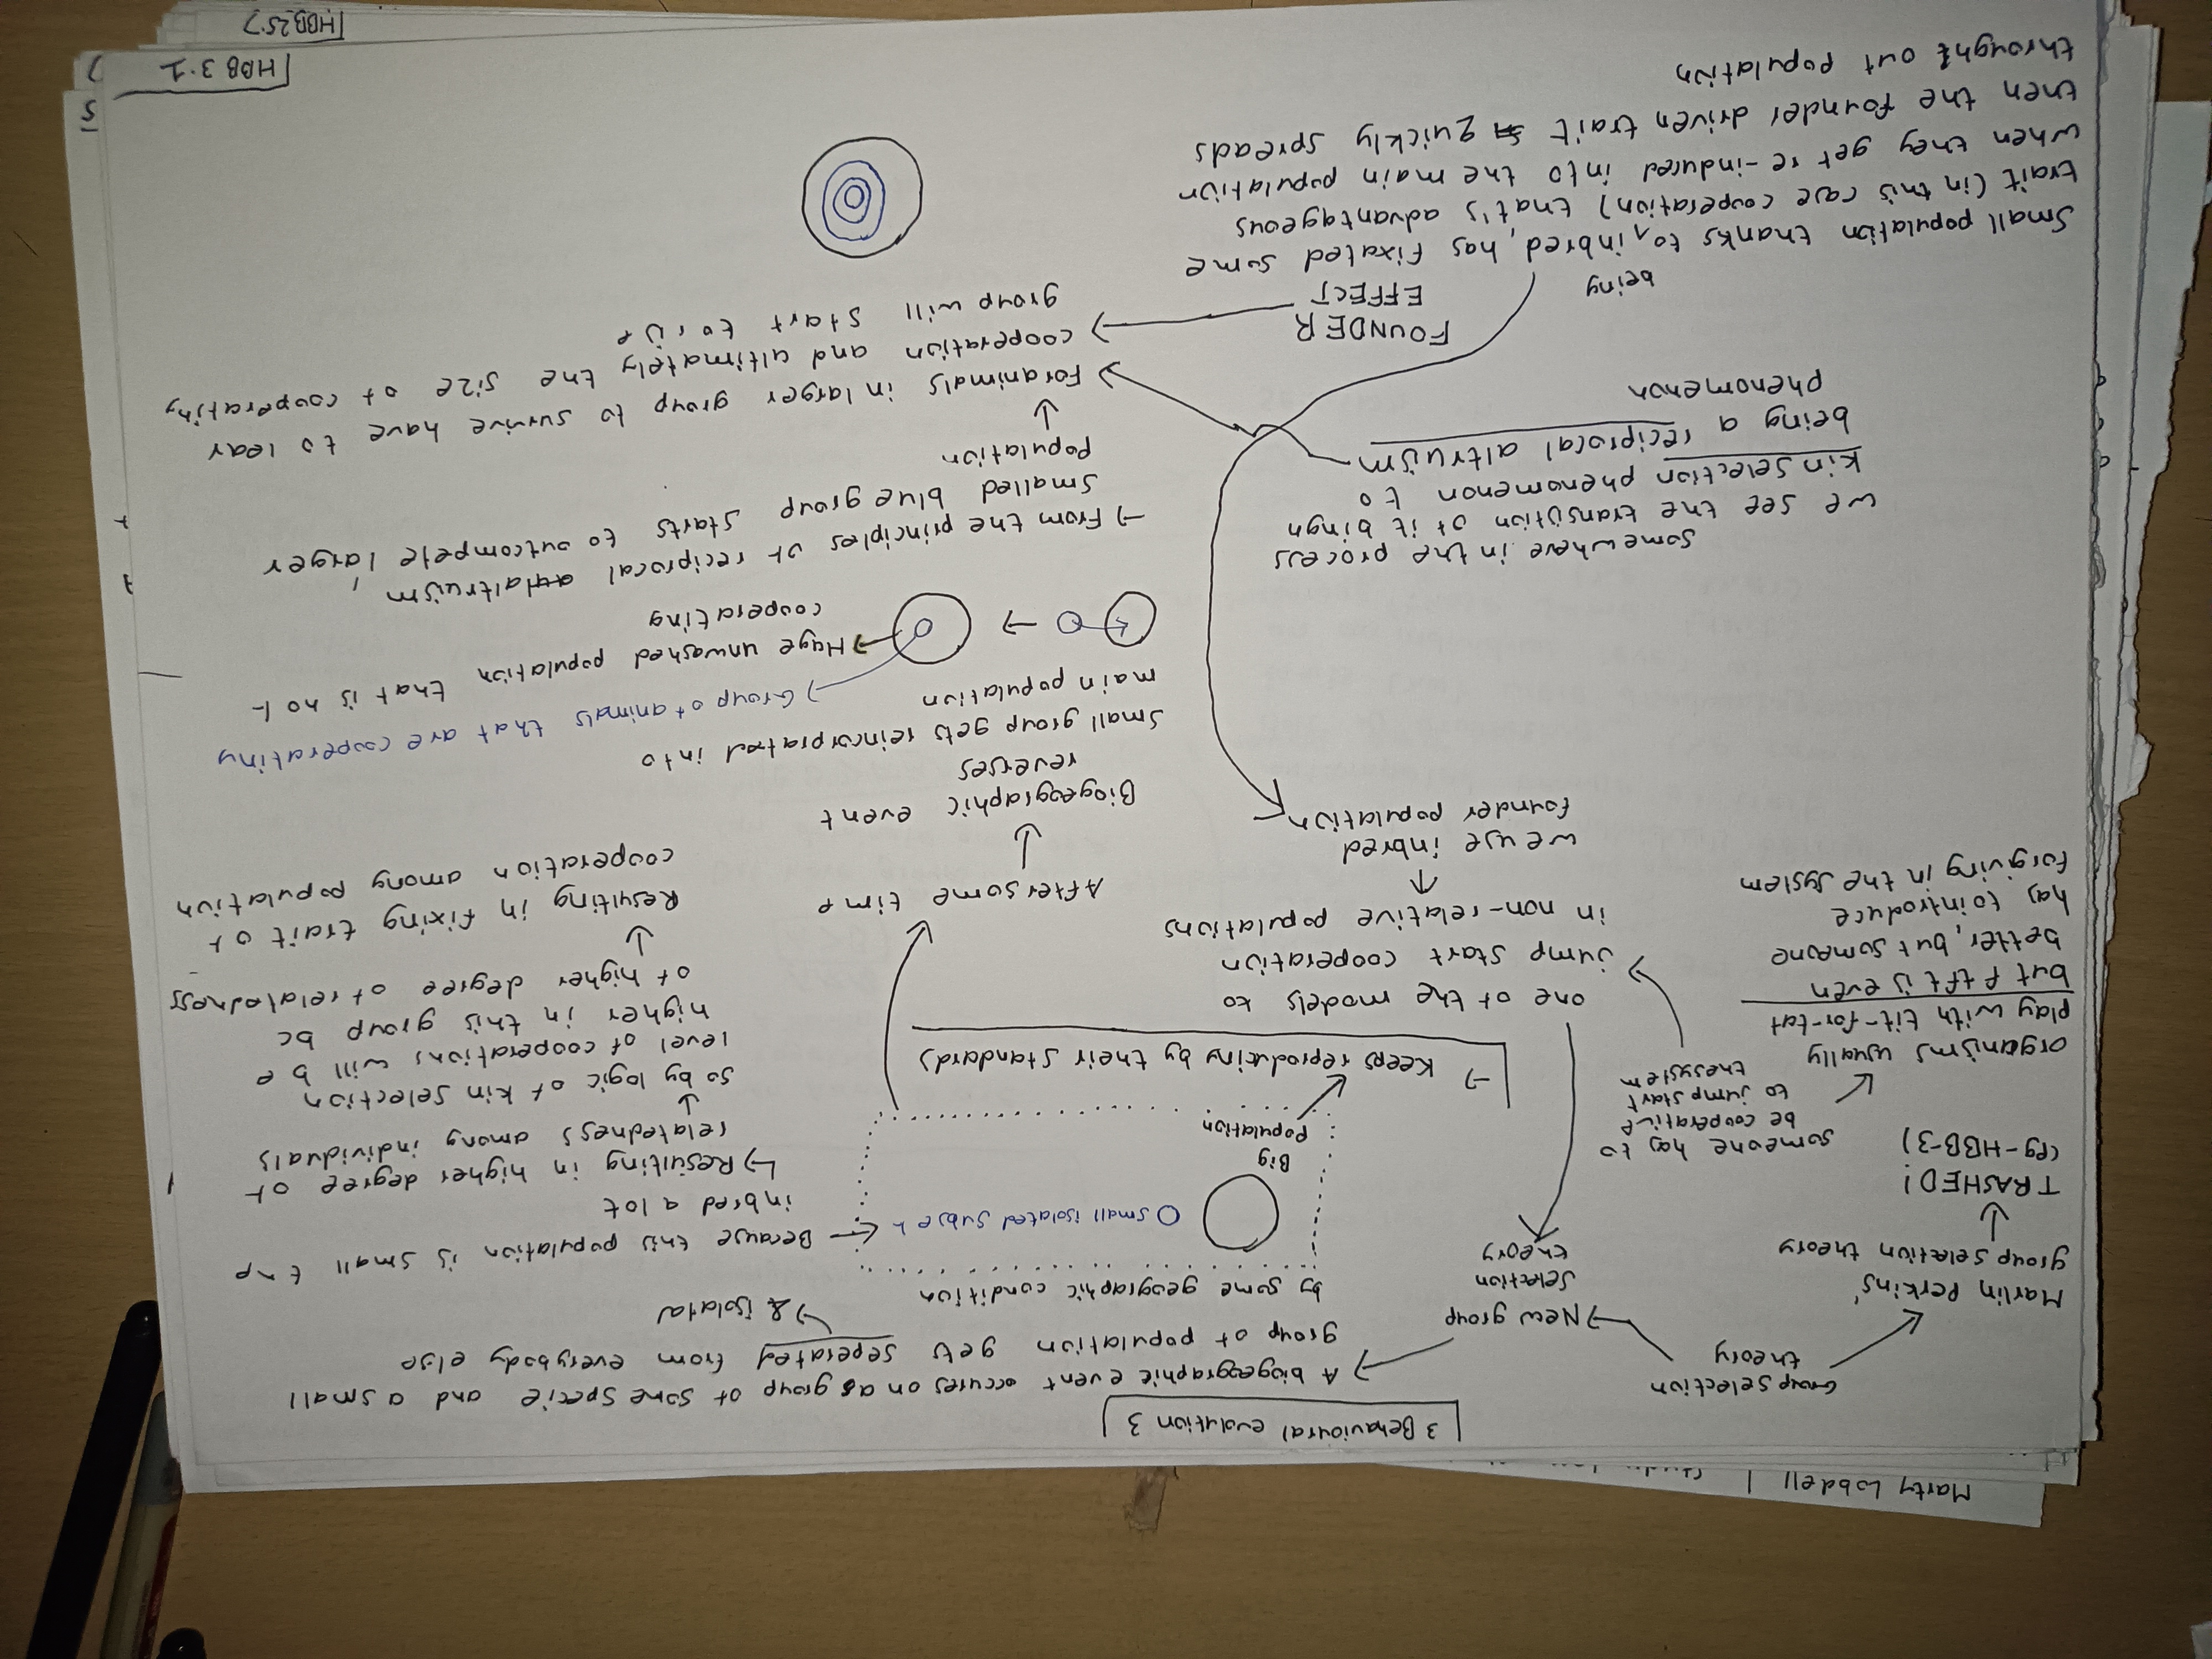 Marty Lobdell |
3 Behavioural evolution 3
Group selection
theory
Marlin Perkins'
group selection theory
TRASHED!
(pg-HBB-3)
organisms usually
play with tit-for-tat
but f tft is even
better, but someone
has to introduce
forgiving in the system
someone has to
be cooperative
to jump start
the system
New group
selection
theory
A biogeographic event occures on a group of some specie and a small
group of population gets seperated from everybody else
& isolated
by some geographic condition
Big
Population
small isolated subset
Because this population is small they
inbred a lot
Resulting in higher degree of
relatedness among individuals
so by logic of kin selection
level of cooperations will be
higher in this group bc
of higher degree of relatedness
Resulting in fixing trait of
cooperation among population
Keeps reproducing by their standards
one of the models to
jump start cooperation
in non-relative populations
we use inbred
founder population
After some time
Biogeographic event
reverses
small group gets reincorprated into
main population
Group of animals that are cooperating
Huge unwashed population that is not
cooperating
From the principles of reciprocal altruism,
smalled blue group starts to outcompete larger
population
For animals in larger group to survive have to lear
cooperation and ultimately the size of cooperating
group will start to rise
somewhere in the process
we see the transition of it bingn
kin selection phenomenon to
being a reciprocal altruism
phenomenon
FOUNDER
EFFECT
being
Small population thanks to inbred, has fixated some
trait (in this case cooperation) that's advantageous
when they get re-induced into the main population
then the founder driven trait quickly spreads
throught out population
HBB 3.1
HBB25.7
5